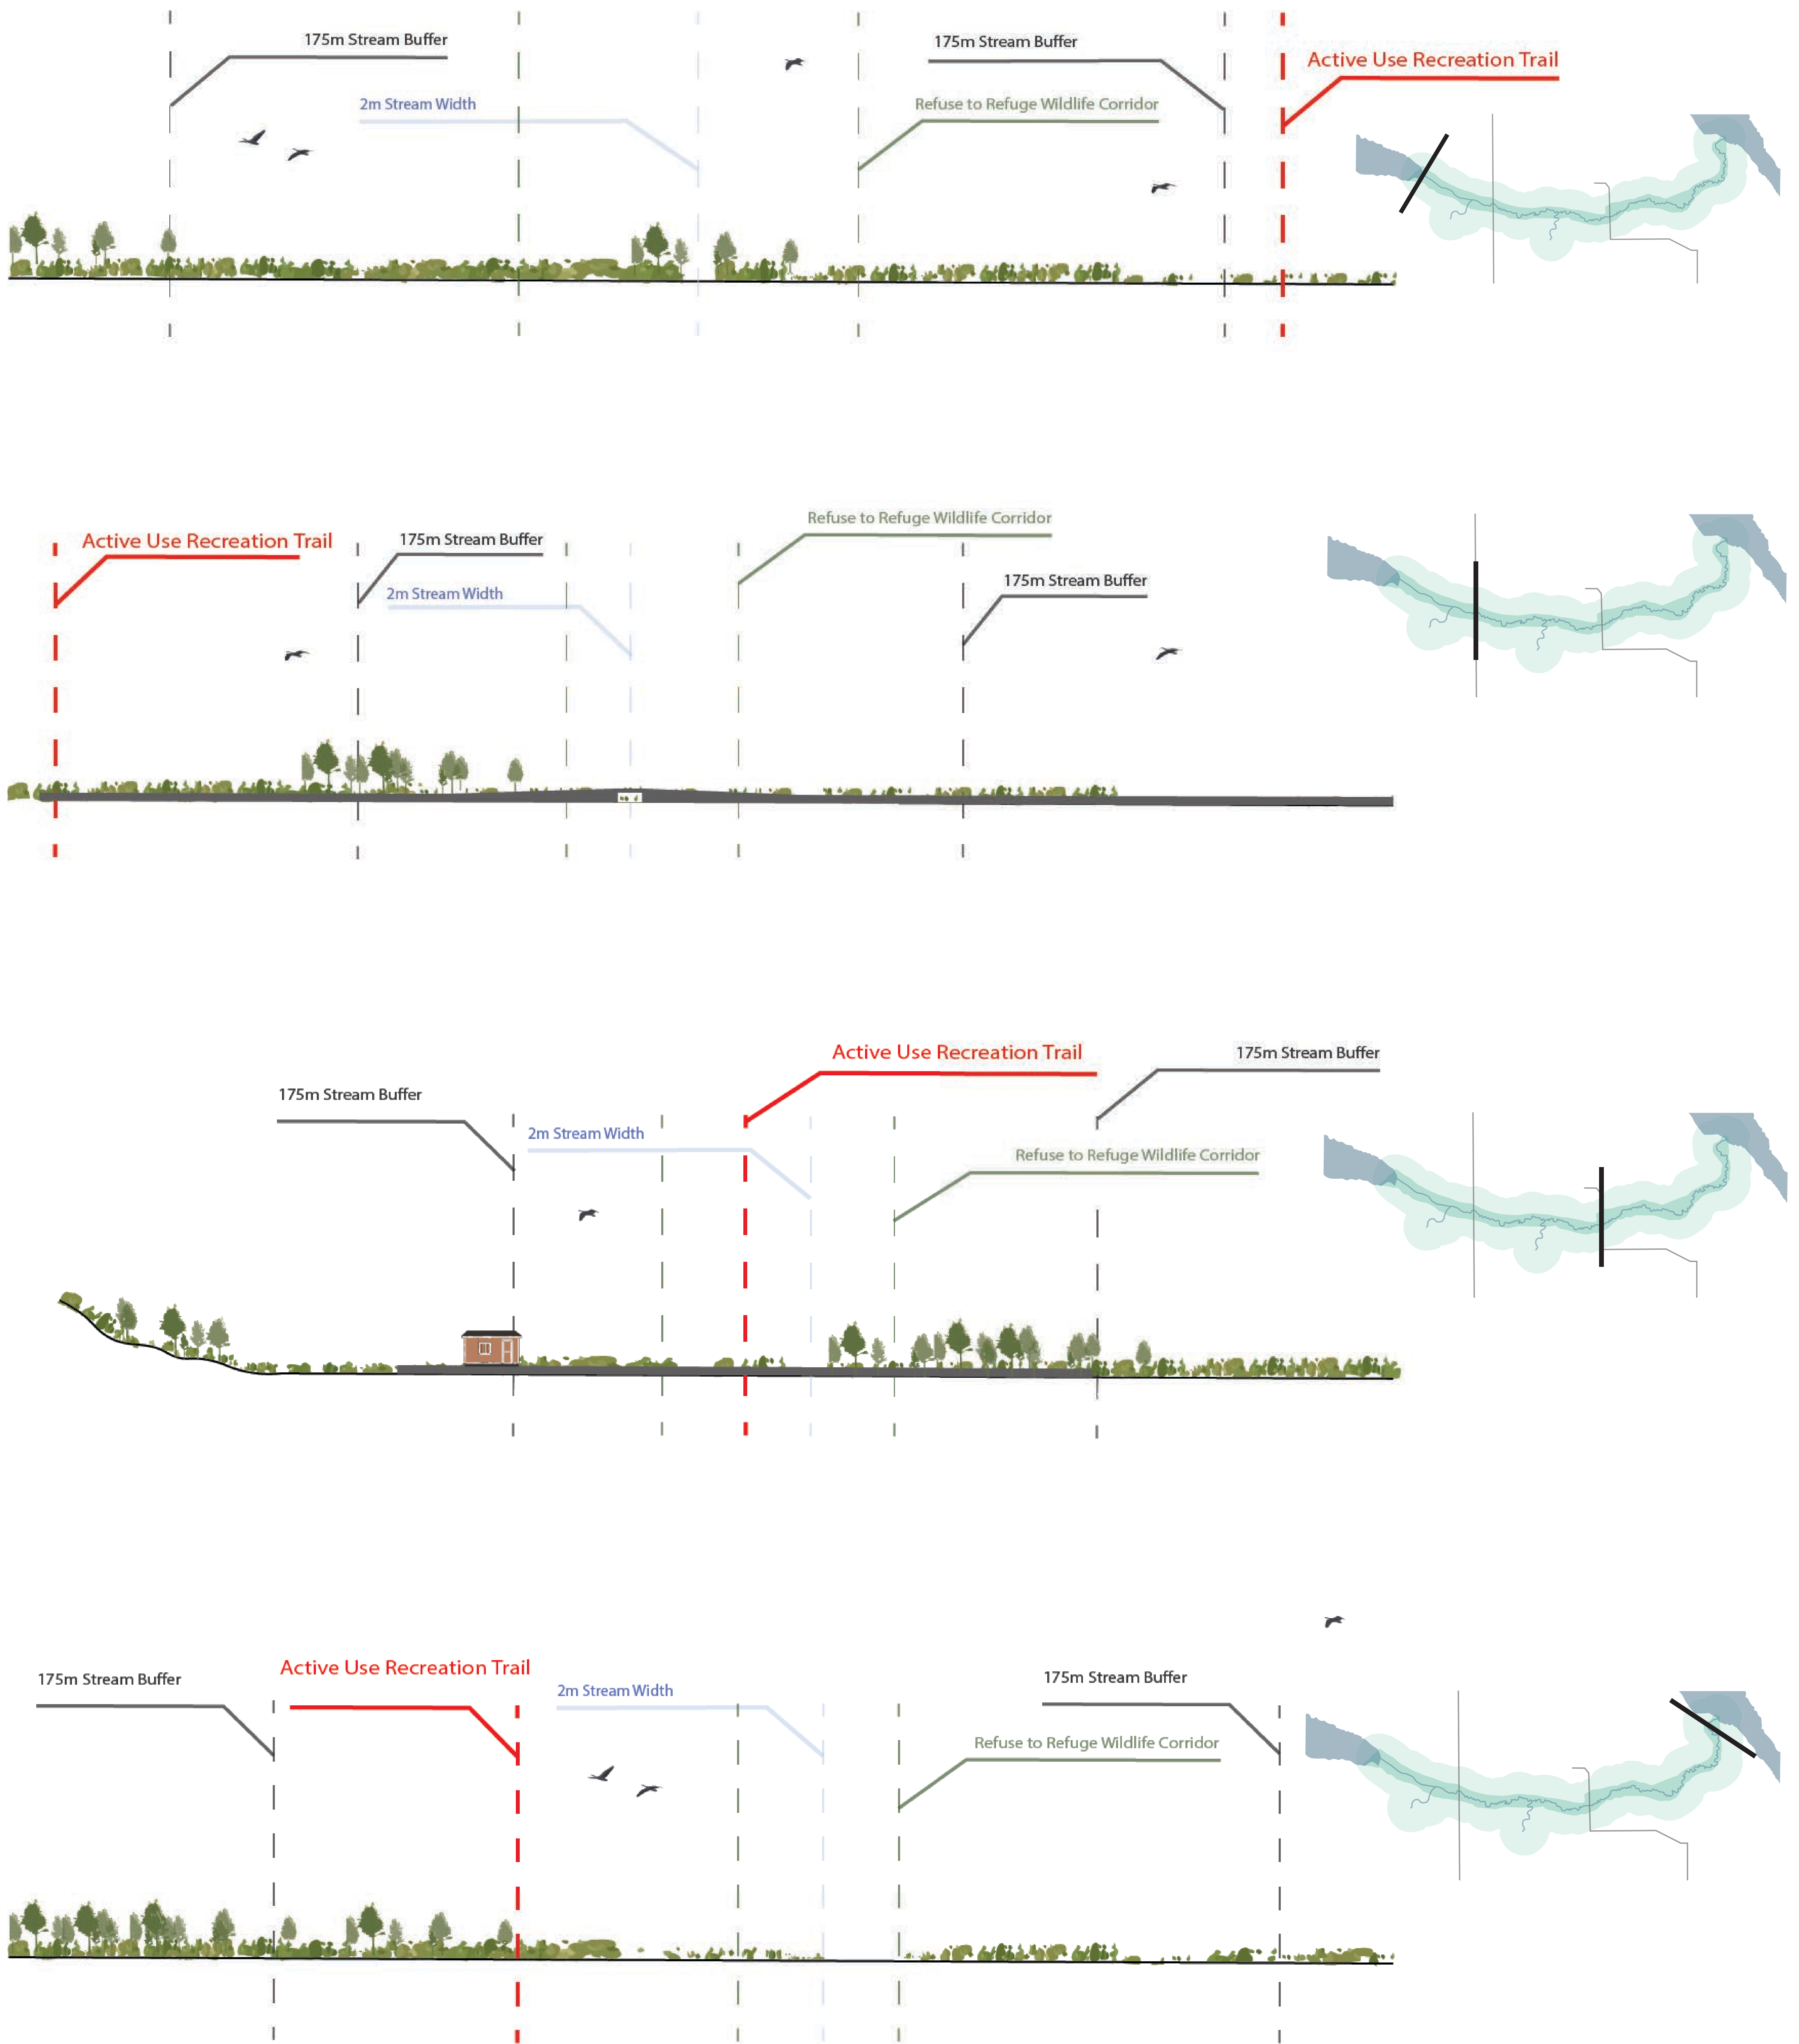 175m Stream Buffer
175m Stream Buffer
Active Use Recreation Trail
2m Stream Width
Refuse to Refuge Wildlife Corridor
Refuse to Refuge Wildlife Corridor
Active Use Recreation Trail
175m Stream Buffer
175m Stream Buffer
2m Stream Width
Active Use Recreation Trail
175m Stream Buffer
175m Stream Buffer
2m Stream Width
Refuse to Refuge Wildlife Corridor
Active Use Recreation Trail
175m Stream Buffer
175m Stream Buffer
2m Stream Width
Refuse to Refuge Wildlife Corridor